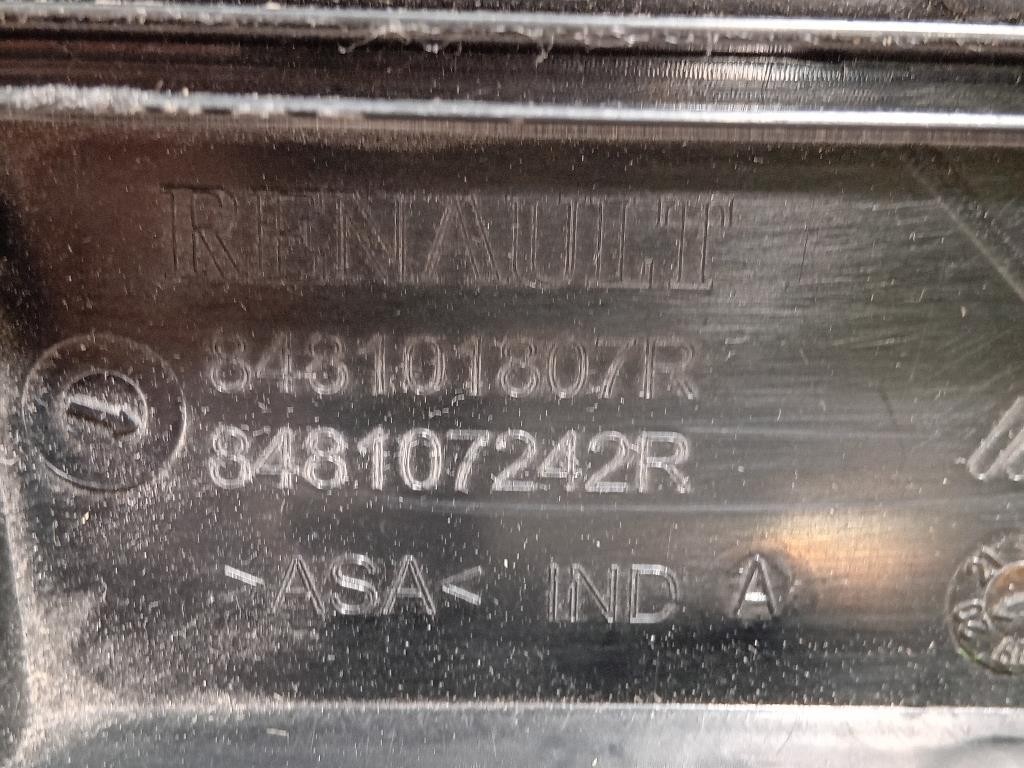 RENAULT
848101807R
848107242R
>ASA< IND A